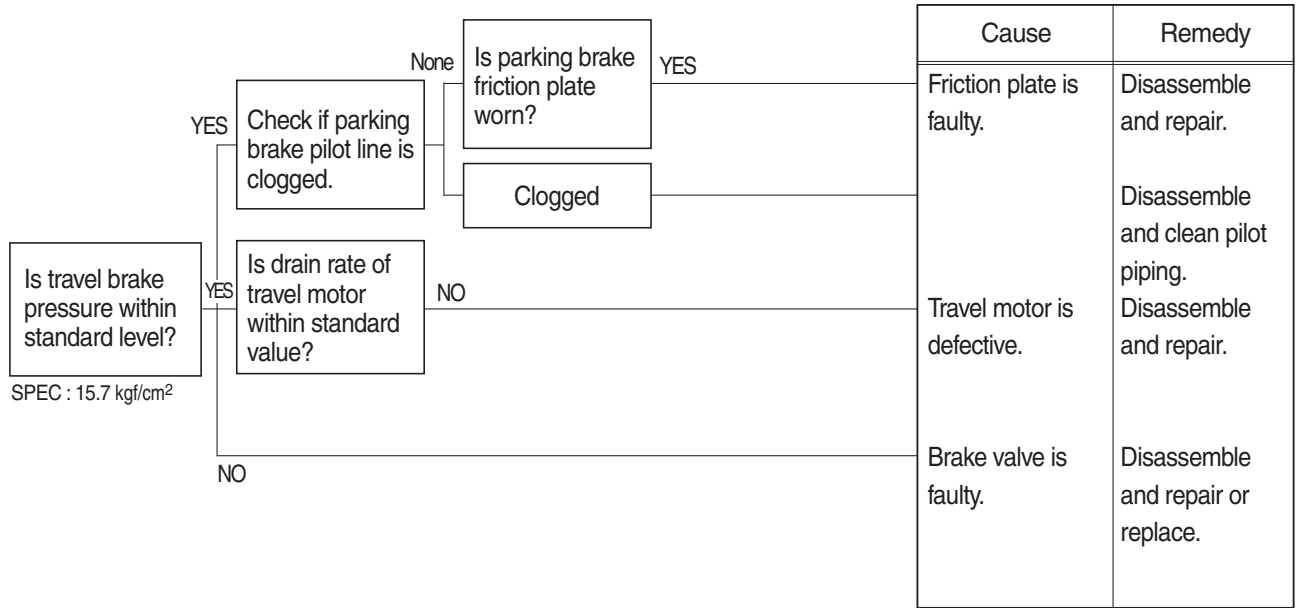 Cause
Remedy
None
Is parking brake
friction plate
worn?
YES
Friction plate is
faulty.
Disassemble
and repair.
YES
Check if parking
brake pilot line is
clogged.
Clogged
Disassemble
and clean pilot
piping.
Is travel brake
pressure within
standard level?
SPEC : 15.7 kgf/cm2
YES
Is drain rate of
travel motor
within standard
value?
NO
Travel motor is
defective.
Disassemble
and repair.
NO
Brake valve is
faulty.
Disassemble
and repair or
replace.